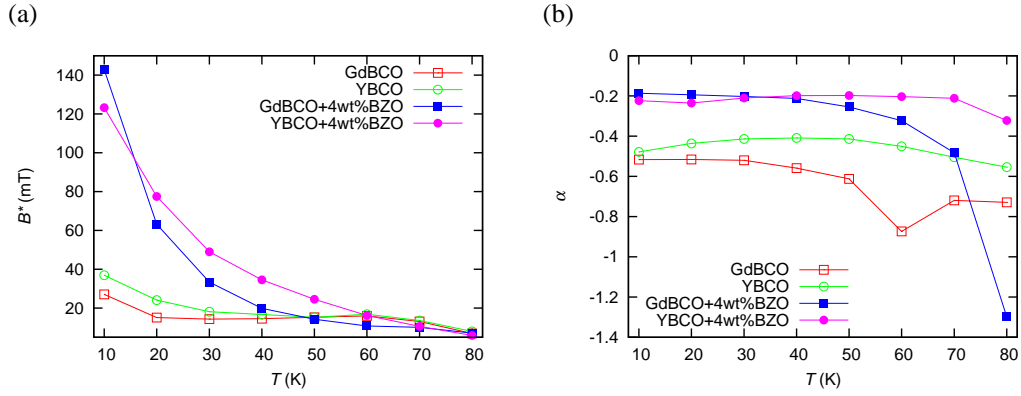 (a)
B* (mT)
140
120
100
80
60
40
20
10 20 30 40 50 60 70 80
T (K)
GdBCO
YBCO
GdBCO+4wt%BZO
YBCO+4wt%BZO
(b)
α
0
-0.2
-0.4
-0.6
-0.8
-1
-1.2
-1.4
10 20 30 40 50 60 70 80
T (K)
GdBCO
YBCO
GdBCO+4wt%BZO
YBCO+4wt%BZO